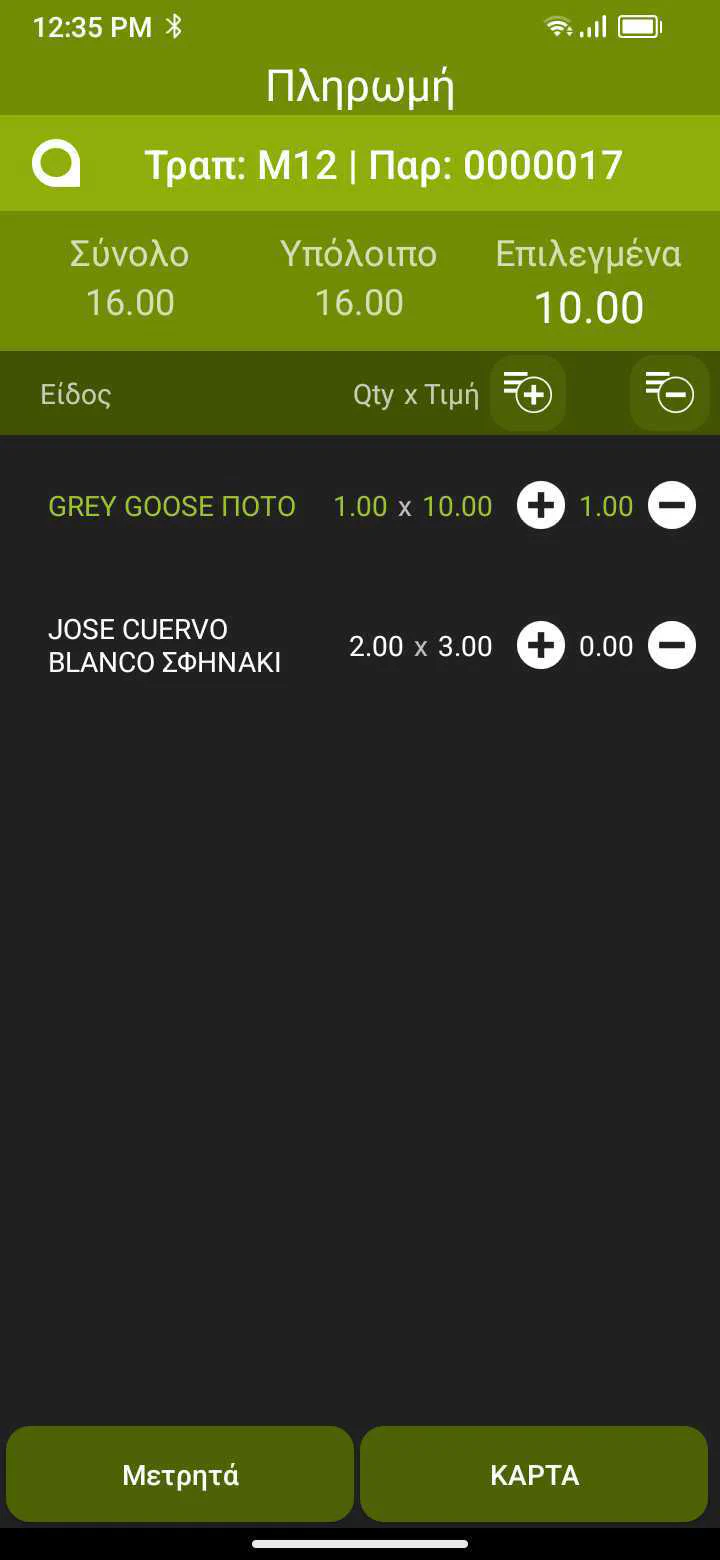 12:35 PM
Πληρωμή
Τραπ: M12 | Παρ: 0000017
Σύνολο Υπόλοιπο Επιλεγμένα
16.00 16.00 10.00
Είδος Qty x Τιμή
GREY GOOSE ΠΟΤΟ 1.00 x 10.00 1.00
JOSE CUERVO
BLANCO ΣΦΗΝΑΚΙ 2.00 x 3.00 0.00
Μετρητά ΚΑΡΤΑ